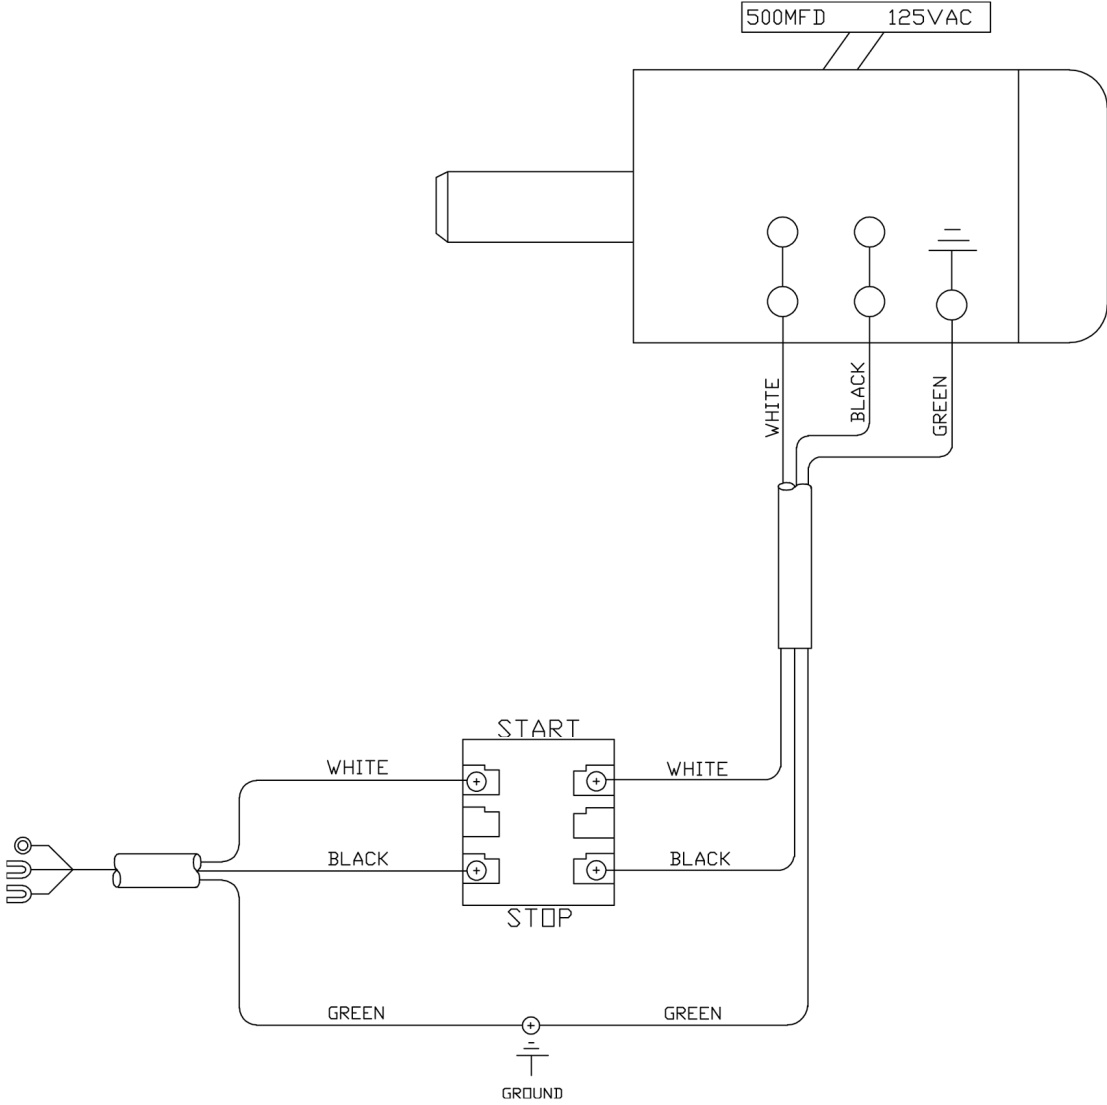 500MFD 125VAC
WHITE
BLACK
GREEN
START
WHITE
WHITE
BLACK
BLACK
STOP
GREEN
GREEN
GROUND